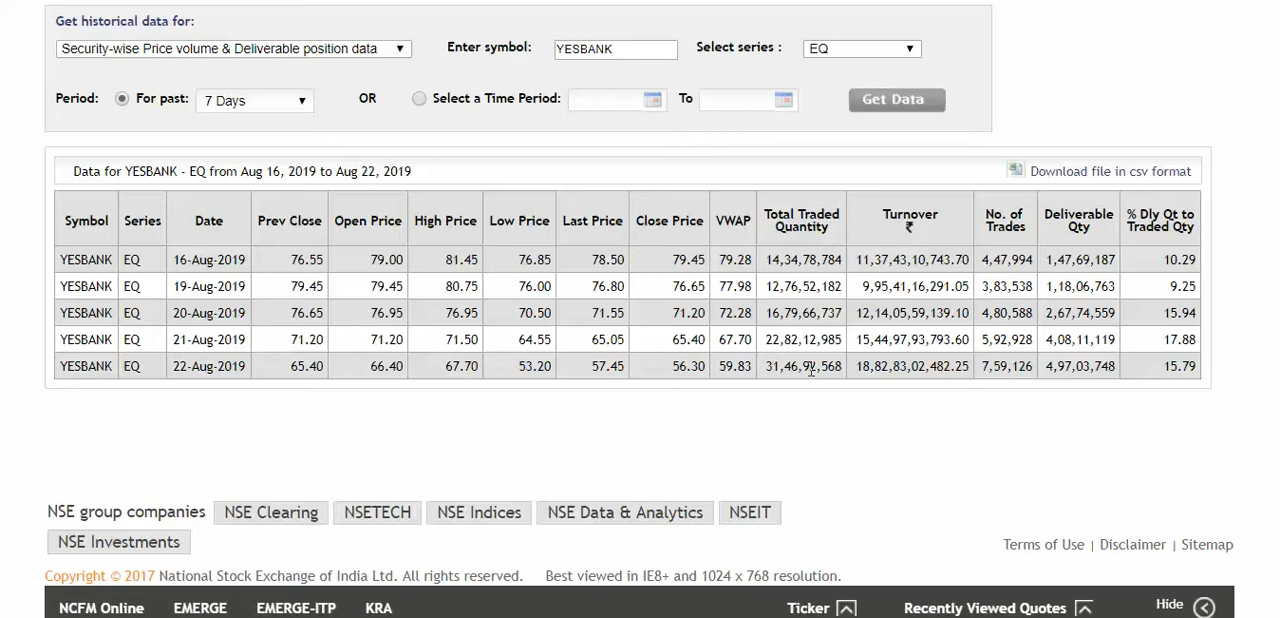 Get historical data for:
Security-wise Price volume & Deliverable position data Enter symbol: YESBANK Select series : EQ
Period: For past: 7 Days OR Select a Time Period: To Get Data
Data for YESBANK - EQ from Aug 16, 2019 to Aug 22, 2019 Download file in csv format
Symbol Series Date Prev Close Open Price High Price Low Price Last Price Close Price VWAP Total Traded Quantity Turnover ₹ No. of Trades Deliverable Qty % Dly Qt to Traded Qty
YESBANK EQ 16-Aug-2019 76.55 79.00 81.45 76.85 78.50 79.45 79.28 14,34,78,784 11,37,43,10,743.70 4,47,994 1,47,69,187 10.29
YESBANK EQ 19-Aug-2019 79.45 79.45 80.75 76.00 76.80 76.65 77.98 12,76,52,182 9,95,41,16,291.05 3,83,538 1,18,06,763 9.25
YESBANK EQ 20-Aug-2019 76.65 76.95 76.95 70.50 71.55 71.20 72.28 16,79,66,737 12,14,05,59,139.10 4,80,588 2,67,74,559 15.94
YESBANK EQ 21-Aug-2019 71.20 71.20 71.50 64.55 65.05 65.40 67.70 22,82,12,985 15,44,97,93,793.60 5,92,928 4,08,11,119 17.88
YESBANK EQ 22-Aug-2019 65.40 66.40 67.70 53.20 57.45 56.30 59.83 18,82,83,02,482.25 7,59,126 4,97,03,748 15.79
NSE group companies NSE Clearing NSETECH NSE Indices NSE Data & Analytics NSEIT
NSE Investments
Terms of Use | Disclaimer | Sitemap
Copyright © 2017 National Stock Exchange of India Ltd. All rights reserved. Best viewed in IE8+ and 1024 x 768 resolution.
NCFM Online EMERGE EMERGE-ITP KRA Ticker Recently Viewed Quotes Hide